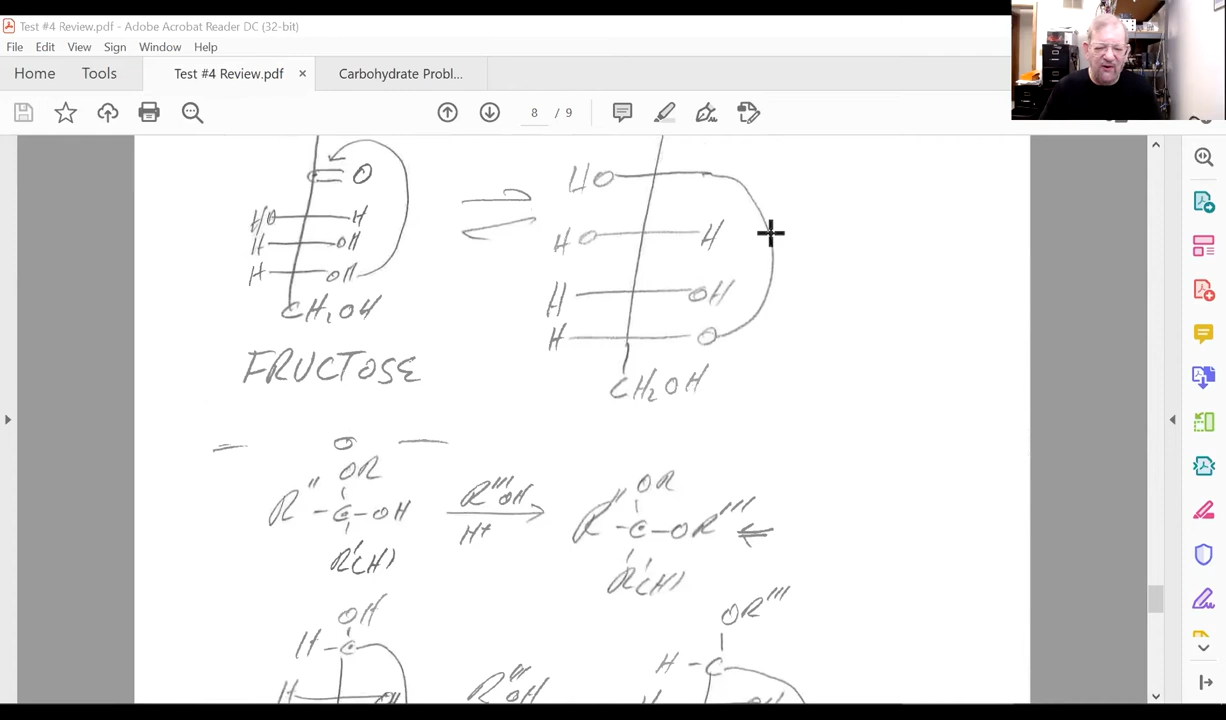 Test #4 Review.pdf - Adobe Acrobat Reader DC (32-bit)
File Edit View Sign Window Help
Home Tools Test #4 Review.pdf × Carbohydrate Probl...
8 / 9
C = O
HO H
H OH
H OH
CH2OH
FRUCTOSE
HO
HO H
H OH
H O
CH2OH
— o —
OR
R'' - C - OH
R'(H)
R'''OH
H+
OR
R'' - C - OR'''
R'(H)
OH
H - C
H OH
R'''OH
OR'''
H - C
H OH